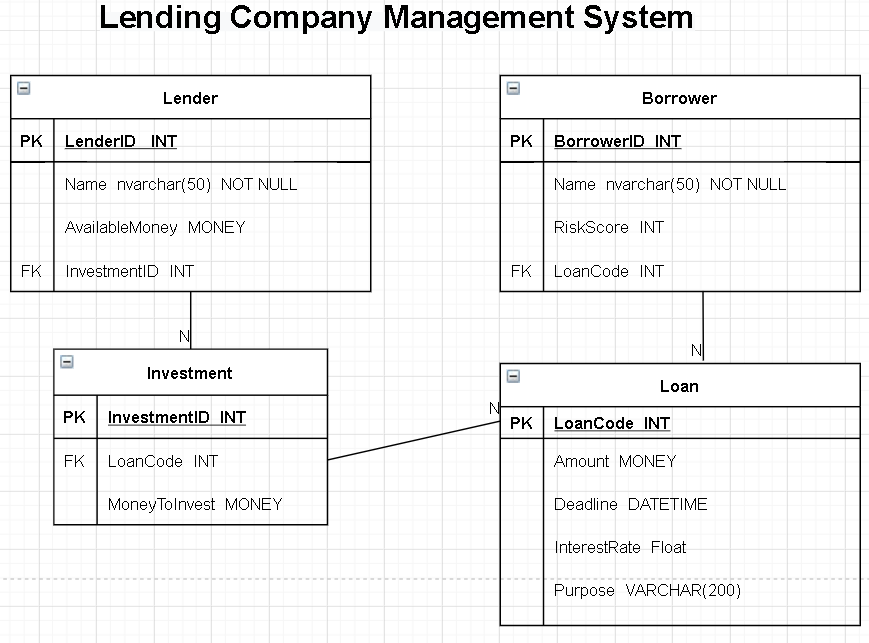 Lending Company Management System
Lender
PK LenderID INT
Name nvarchar(50) NOT NULL
AvailableMoney MONEY
FK InvestmentID INT
N
Borrower
PK BorrowerID INT
Name nvarchar(50) NOT NULL
RiskScore INT
FK LoanCode INT
N
Investment
PK InvestmentID INT
FK LoanCode INT
MoneyToInvest MONEY
N
Loan
PK LoanCode INT
Amount MONEY
Deadline DATETIME
InterestRate Float
Purpose VARCHAR(200)